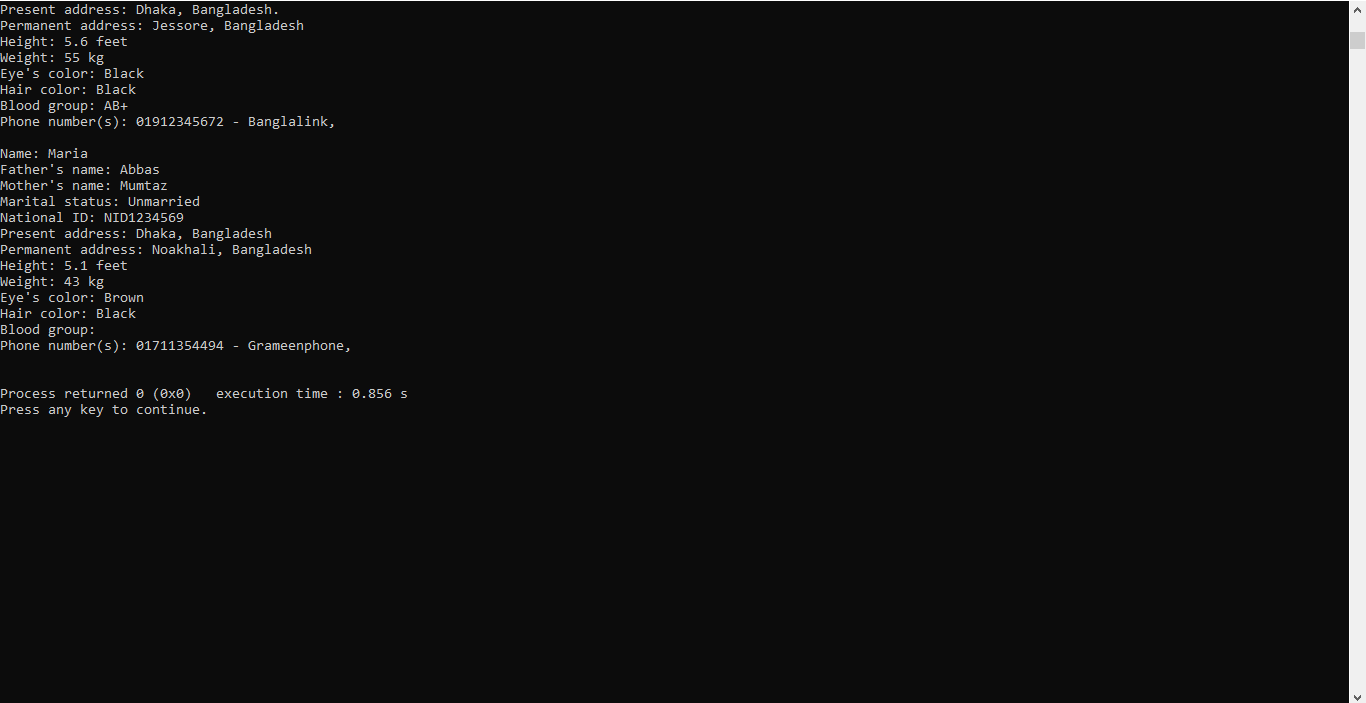 Present address: Dhaka, Bangladesh.
Permanent address: Jessore, Bangladesh
Height: 5.6 feet
Weight: 55 kg
Eye's color: Black
Hair color: Black
Blood group: AB+
Phone number(s): 01912345672 - Banglalink,

Name: Maria
Father's name: Abbas
Mother's name: Mumtaz
Marital status: Unmarried
National ID: NID1234569
Present address: Dhaka, Bangladesh
Permanent address: Noakhali, Bangladesh
Height: 5.1 feet
Weight: 43 kg
Eye's color: Brown
Hair color: Black
Blood group:
Phone number(s): 01711354494 - Grameenphone,

Process returned 0 (0x0)   execution time : 0.856 s
Press any key to continue.